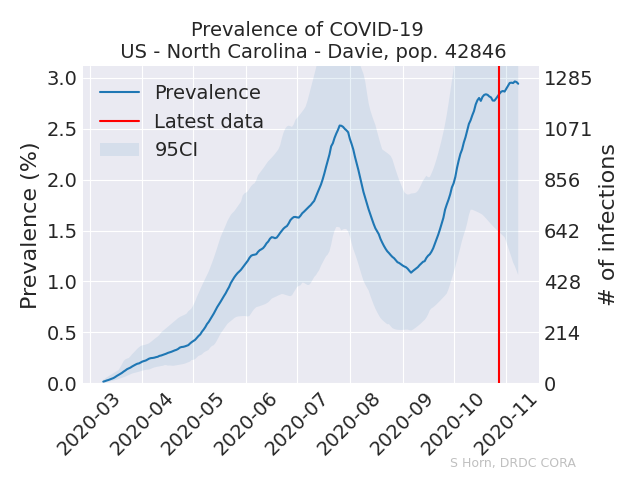 Prevalence of COVID-19
US - North Carolina - Davie, pop. 42846
Prevalence
Latest data
95CI
Prevalence (%)
3.0
2.5
2.0
1.5
1.0
0.5
0.0
1285
1071
856
642
428
214
0
# of infections
2020-03
2020-04
2020-05
2020-06
2020-07
2020-08
2020-09
2020-10
2020-11
S Horn, DRDC CORA